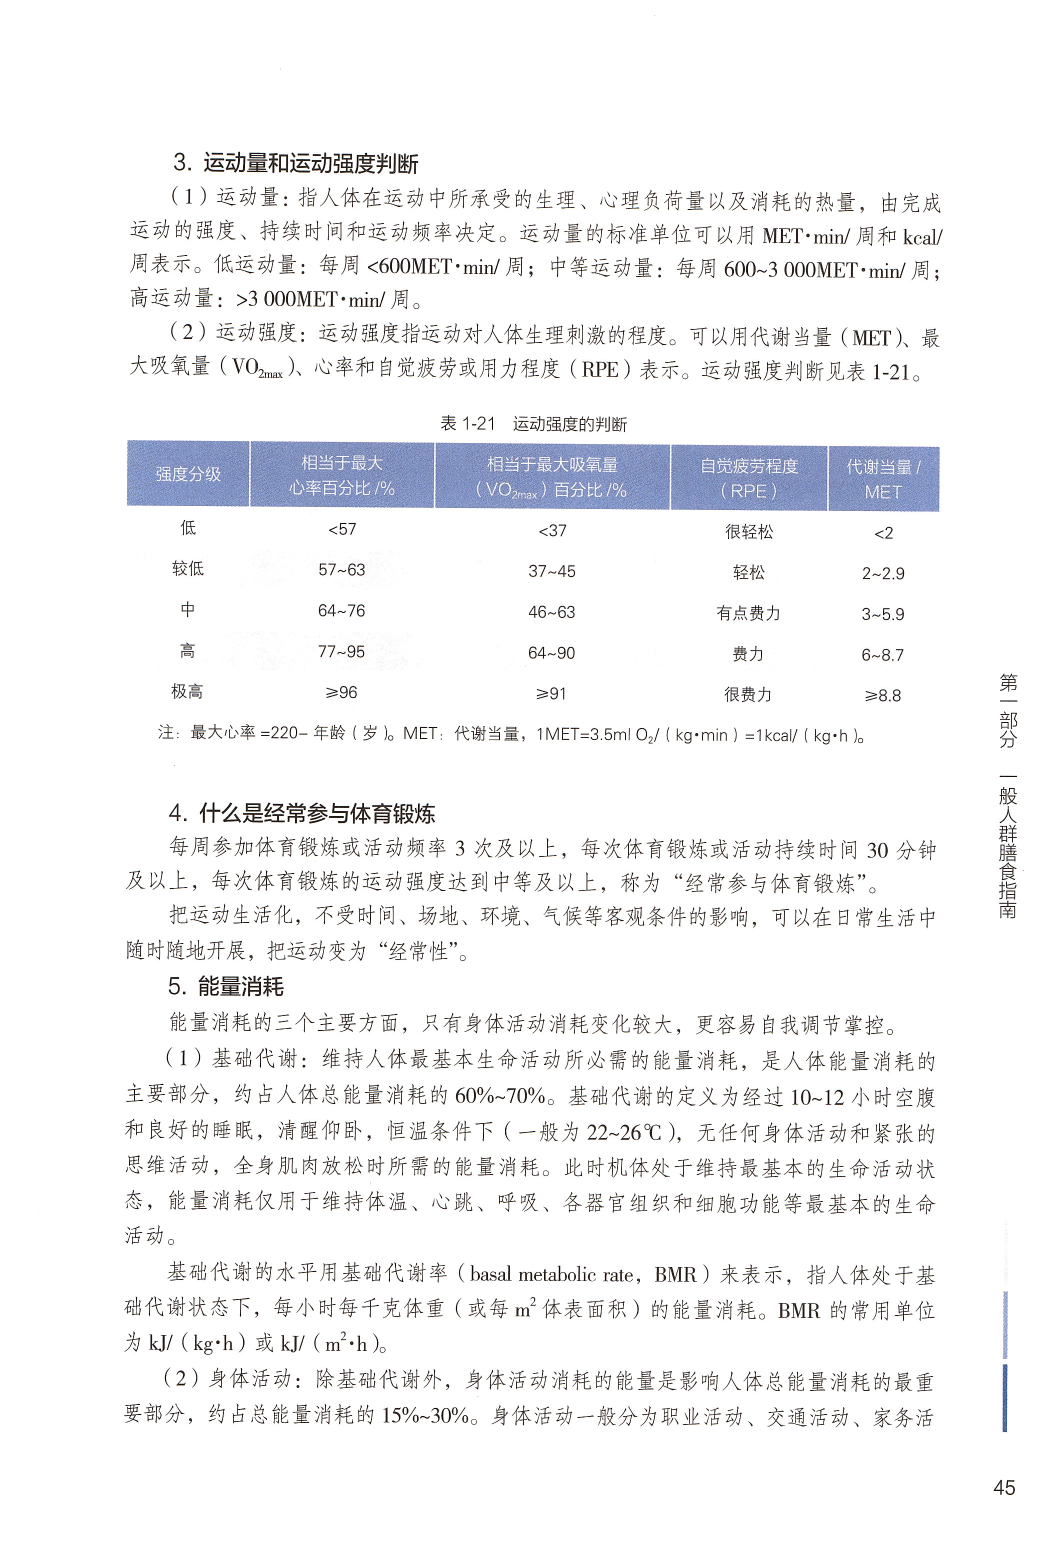 3. 运动量和运动强度判断
（1）运动量：指人体在运动中所承受的生理、心理负荷量以及消耗的热量，由完成
运动的强度、持续时间和运动频率决定。运动量的标准单位可以用 MET·min/ 周和 kcal/
周表示。低运动量：每周 <600MET·min/ 周；中等运动量：每周 600~3 000MET·min/ 周；
高运动量：>3 000MET·min/ 周。
（2）运动强度：运动强度指运动对人体生理刺激的程度。可以用代谢当量（MET）、最
大吸氧量（VO₂max）、心率和自觉疲劳或用力程度（RPE）表示。运动强度判断见表 1-21。
表 1-21 运动强度的判断
强度分级 相当于最大心率百分比 /% 相当于最大吸氧量（VO₂max）百分比 /% 自觉疲劳程度（RPE） 代谢当量 / MET
低 <57 <37 很轻松 <2
较低 57~63 37~45 轻松 2~2.9
中 64~76 46~63 有点费力 3~5.9
高 77~95 64~90 费力 6~8.7
极高 ≥96 ≥91 很费力 ≥8.8
注：最大心率 =220− 年龄（岁）。MET：代谢当量，1MET=3.5ml O₂/（kg·min）=1kcal/（kg·h）。
4. 什么是经常参与体育锻炼
每周参加体育锻炼或活动频率 3 次及以上，每次体育锻炼或活动持续时间 30 分钟
及以上，每次体育锻炼的运动强度达到中等及以上，称为“经常参与体育锻炼”。
把运动生活化，不受时间、场地、环境、气候等客观条件的影响，可以在日常生活中
随时随地开展，把运动变为“经常性”。
5. 能量消耗
能量消耗的三个主要方面，只有身体活动消耗变化较大，更容易自我调节掌控。
（1）基础代谢：维持人体最基本生命活动所必需的能量消耗，是人体能量消耗的
主要部分，约占人体总能量消耗的 60%~70%。基础代谢的定义为经过 10~12 小时空腹
和良好的睡眠，清醒仰卧，恒温条件下（一般为 22~26℃），无任何身体活动和紧张的
思维活动，全身肌肉放松时所需的能量消耗。此时机体处于维持最基本的生命活动状
态，能量消耗仅用于维持体温、心跳、呼吸、各器官组织和细胞功能等最基本的生命
活动。
基础代谢的水平用基础代谢率（basal metabolic rate，BMR）来表示，指人体处于基
础代谢状态下，每小时每千克体重（或每 m² 体表面积）的能量消耗。BMR 的常用单位
为 kJ/（kg·h）或 kJ/（m²·h）。
（2）身体活动：除基础代谢外，身体活动消耗的能量是影响人体总能量消耗的最重
要部分，约占总能量消耗的 15%~30%。身体活动一般分为职业活动、交通活动、家务活
第一部分 一般人群膳食指南
45